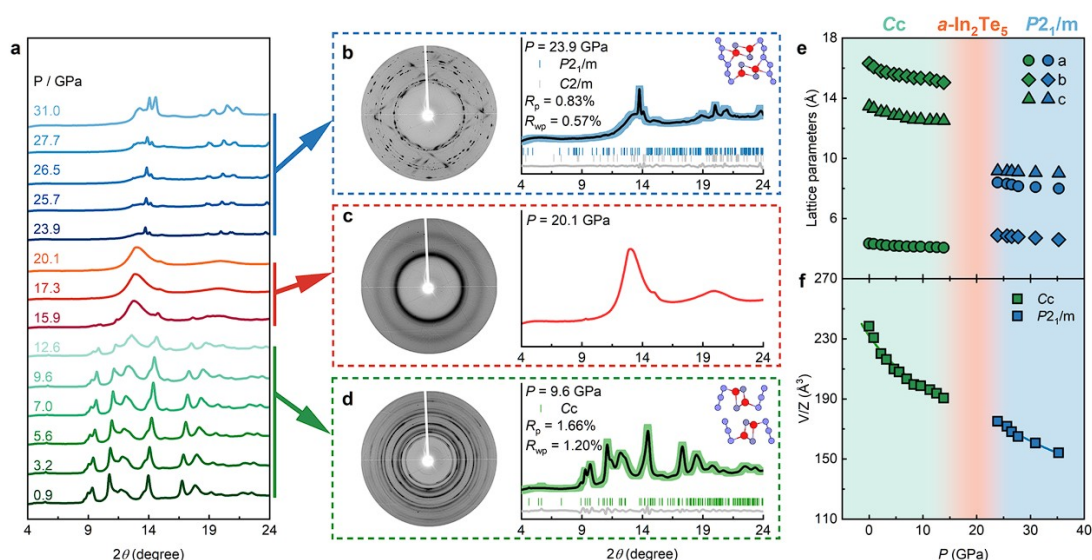 a
P / GPa
31.0
27.7
26.5
25.7
23.9
20.1
17.3
15.9
12.6
9.6
7.0
5.6
3.2
0.9
4 9 14 19 24
2θ (degree)
b
P = 23.9 GPa
P2₁/m
C2/m
Rp = 0.83%
Rwp = 0.57%
4 9 14 19 24
c
P = 20.1 GPa
4 9 14 19 24
d
P = 9.6 GPa
Cc
Rp = 1.66%
Rwp = 1.20%
4 9 14 19 24
2θ (degree)
Cc a-In₂Te₅ P2₁/m
e
a
b
c
18
14
10
6
Lattice parameters (Å)
f
Cc
P2₁/m
270
230
190
150
110
V/Z (Å³)
0 10 20 30 40
P (GPa)